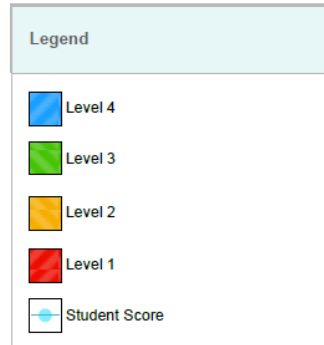 Legend
Level 4
Level 3
Level 2
Level 1
Student Score